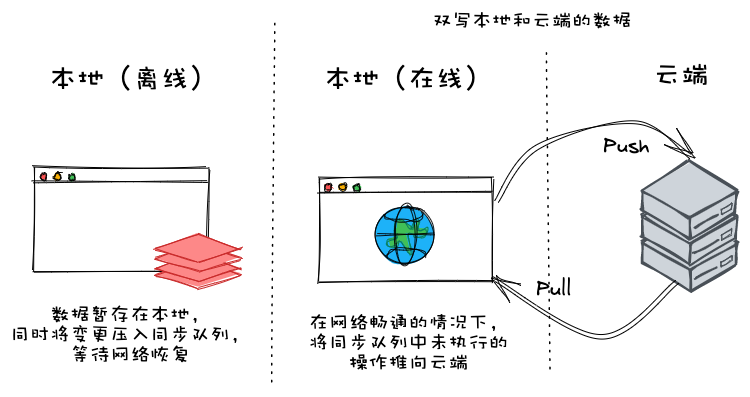 双写本地和云端的数据
本地（离线）
本地（在线）
云端
Push
Pull
数据暂存在本地，
同时将变更压入同步队列，
等待网络恢复
在网络畅通的情况下，
将同步队列中未执行的
操作推向云端